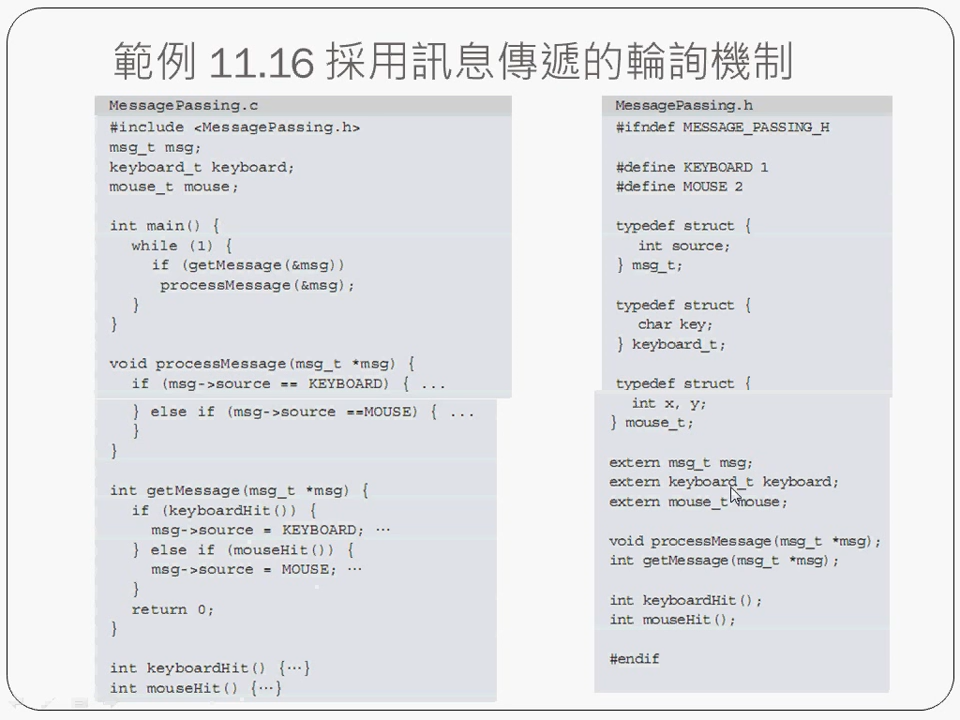 範例 11.16 採用訊息傳遞的輪詢機制
MessagePassing.c
#include <MessagePassing.h>
msg_t msg;
keyboard_t keyboard;
mouse_t mouse;
int main() {
while (1) {
if (getMessage(&msg))
processMessage(&msg);
}
}
void processMessage(msg_t *msg) {
if (msg->source == KEYBOARD) { ...
} else if (msg->source ==MOUSE) { ...
}
}
int getMessage(msg_t *msg) {
if (keyboardHit()) {
msg->source = KEYBOARD; …
} else if (mouseHit()) {
msg->source = MOUSE; …
}
return 0;
}
int keyboardHit() {…}
int mouseHit() {…}
MessagePassing.h
#ifndef MESSAGE_PASSING_H
#define KEYBOARD 1
#define MOUSE 2
typedef struct {
int source;
} msg_t;
typedef struct {
char key;
} keyboard_t;
typedef struct {
int x, y;
} mouse_t;
extern msg_t msg;
extern keyboard_t keyboard;
extern mouse_t mouse;
void processMessage(msg_t *msg);
int getMessage(msg_t *msg);
int keyboardHit();
int mouseHit();
#endif